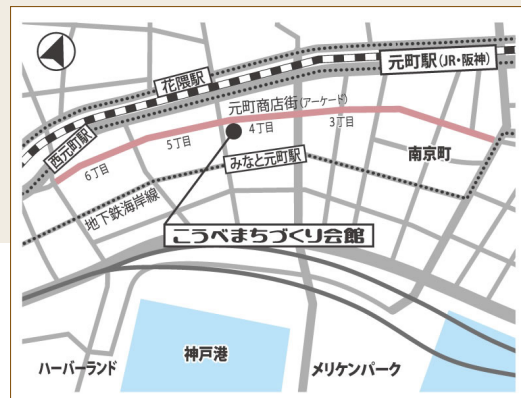 元町駅(JR・阪神)
花隈駅
元町商店街(アーケード)
西元町駅
3丁目
4丁目
5丁目
6丁目
みなと元町駅
南京町
地下鉄海岸線
こうべまちづくり会館
神戸港
ハーバーランド
メリケンパーク